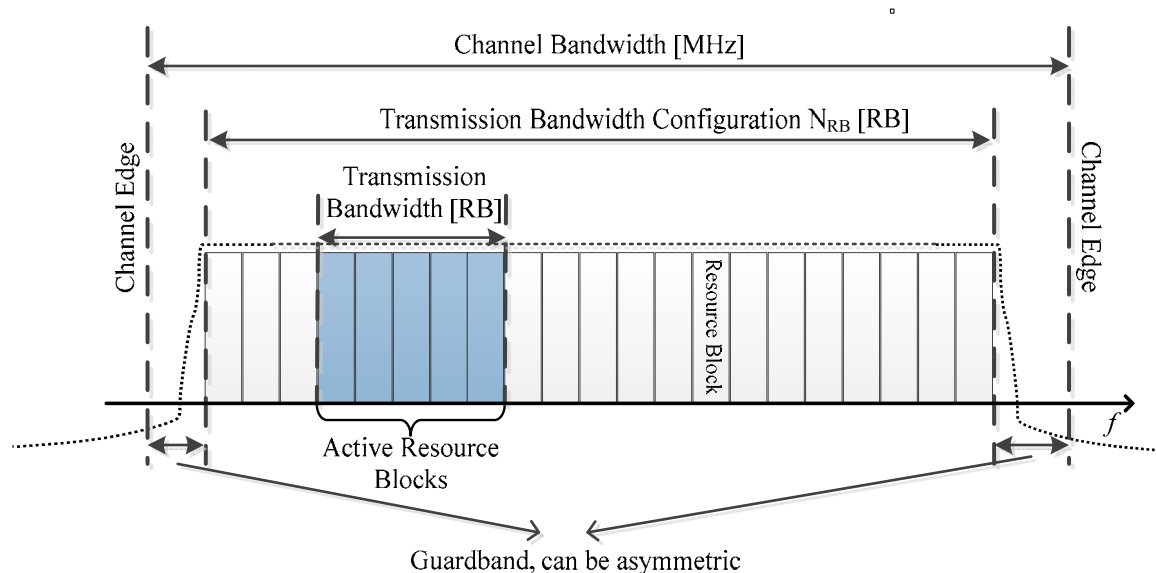 Channel Bandwidth [MHz]
Transmission Bandwidth Configuration NRB [RB]
Transmission
Bandwidth [RB]
Channel Edge
Channel Edge
Resource Block
f
Active Resource
Blocks
Guardband, can be asymmetric